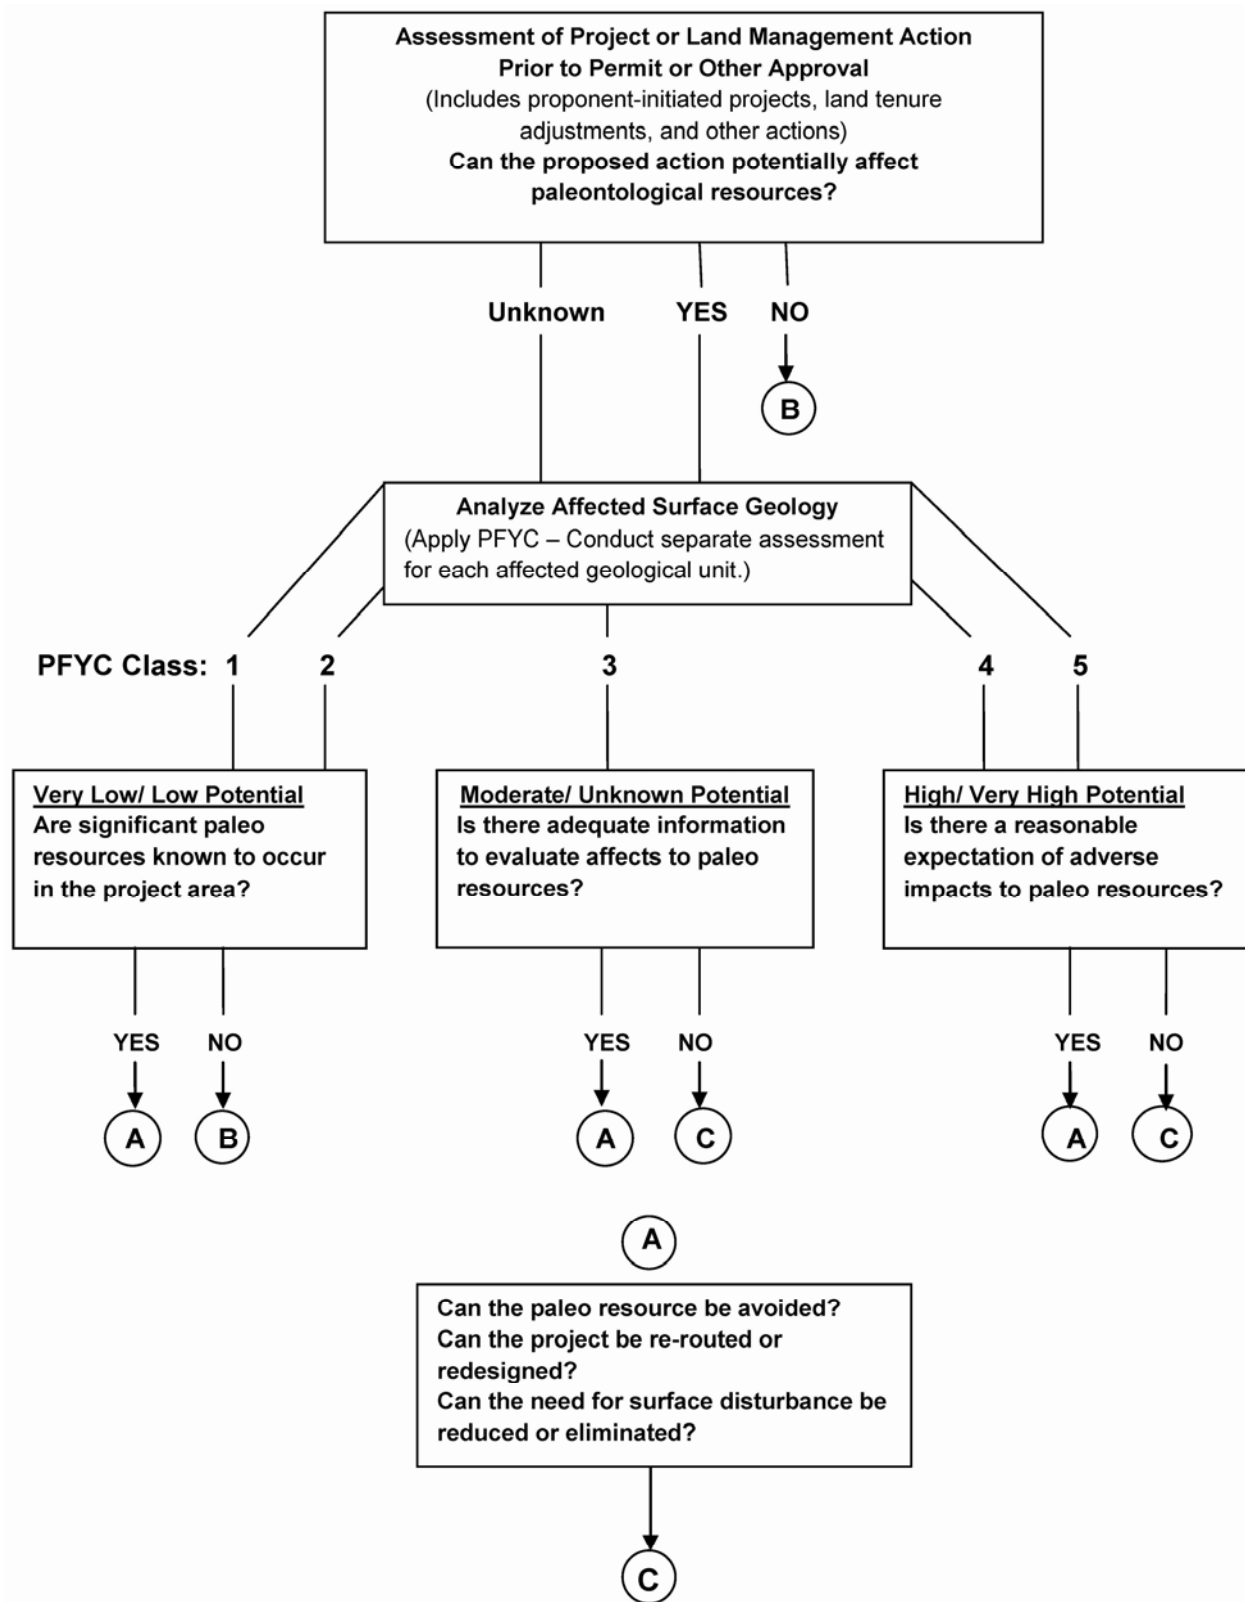 Assessment of Project or Land Management Action
Prior to Permit or Other Approval
(Includes proponent-initiated projects, land tenure
adjustments, and other actions)
Can the proposed action potentially affect
paleontological resources?
Unknown YES NO
B
Analyze Affected Surface Geology
(Apply PFYC – Conduct separate assessment
for each affected geological unit.)
PFYC Class: 1 2 3 4 5
Very Low/ Low Potential
Are significant paleo
resources known to occur
in the project area?
Moderate/ Unknown Potential
Is there adequate information
to evaluate affects to paleo
resources?
High/ Very High Potential
Is there a reasonable
expectation of adverse
impacts to paleo resources?
YES NO YES NO YES NO
A B A C A C
A
Can the paleo resource be avoided?
Can the project be re-routed or
redesigned?
Can the need for surface disturbance be
reduced or eliminated?
C